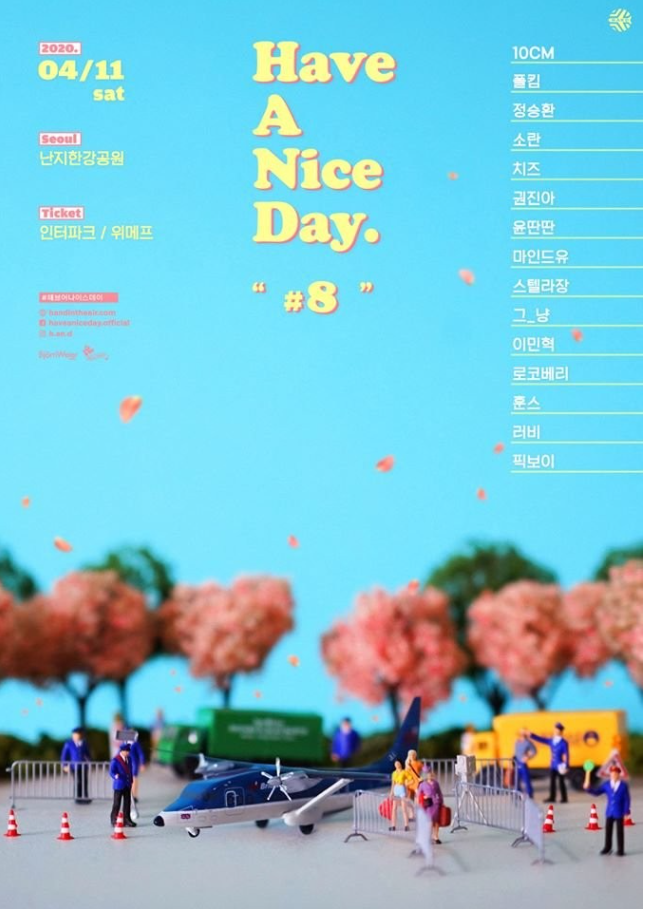 2020.
04/11
sat
Seoul
난지한강공원
Ticket
인터파크 / 위메프
#해브어나이스데이
Have
A
Nice
Day.
“ #8 ”
10CM
폴킴
정승환
소란
치즈
권진아
윤딴딴
마인드유
스텔라장
그_냥
이민혁
로코베리
훈스
러비
픽보이